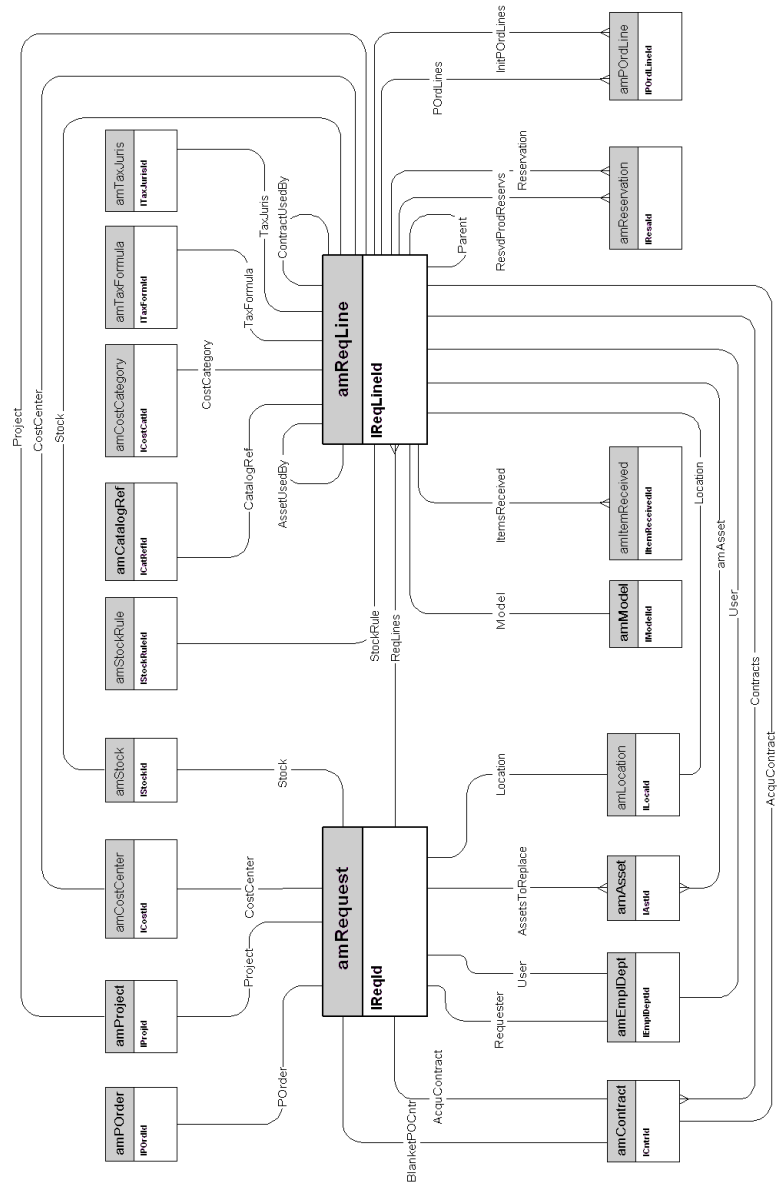 Project
CostCenter
Stock
amPOrder
lPOrdId
amProject
lProjId
amCostCenter
lCostId
amStock
lStockId
amStockRule
lStockRuleId
amCatalogRef
lCatRefId
amCostCategory
lCostCatId
amTaxFormula
lTaxFormId
amTaxJuris
lTaxJurisId
POrder
Project
CostCenter
Stock
CatalogRef
AssetUsedBy
CostCategory
TaxFormula
TaxJuris
ContractUsedBy
amRequest
lReqId
amReqLine
lReqLineId
StockRule
ReqLines
BlanketPOCntr
AcquContract
Requester
User
AssetsToReplace
Location
Model
ItemsReceived
Parent
ResvdProdReservs
Reservation
POrdLines
InitPOrdLines
amContract
lCntrId
amEmplDept
lEmplDeptId
amAsset
lAstId
amLocation
lLocaId
amModel
lModelId
amItemReceived
lItemReceivedId
amReservation
lResaId
amPOrdLine
lPOrdLineId
Location
amAsset
User
Contracts
AcquContract